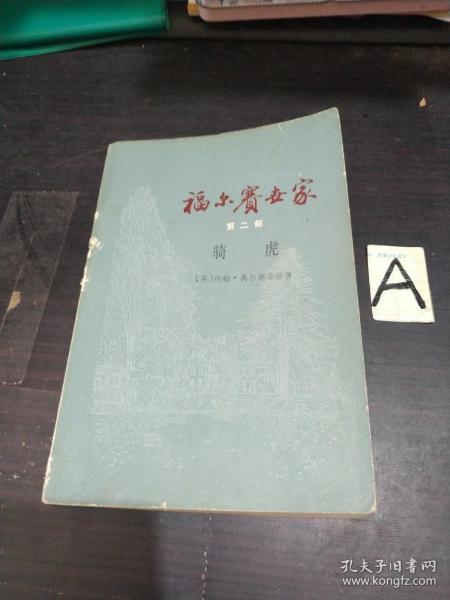 福尔赛世家
第二部
骑虎
〔英〕约翰·高尔斯华绥著
A
孔夫子旧书网
www.kongfz.com